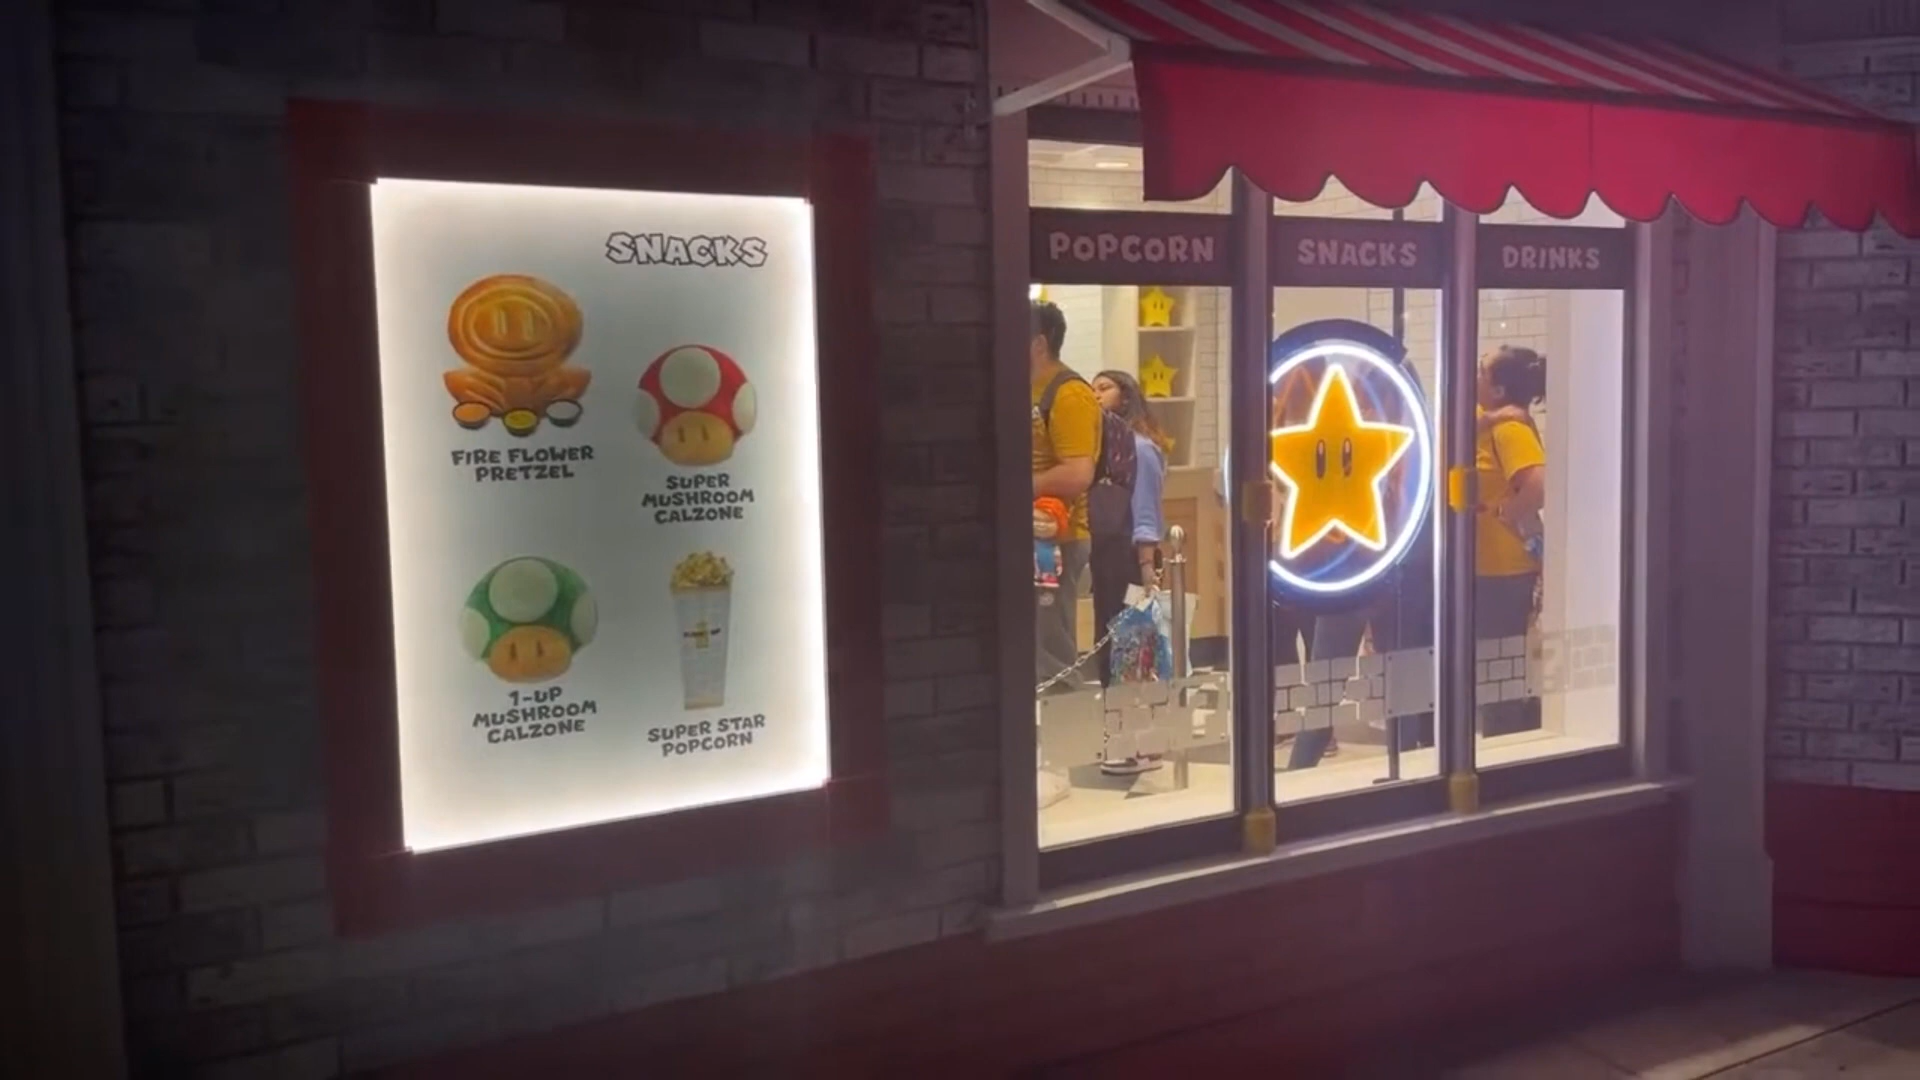 SNACKS
FIRE FLOWER
PRETZEL
SUPER
MUSHROOM
CALZONE
1-UP
MUSHROOM
CALZONE
SUPER STAR
POPCORN
POPCORN
SNACKS
DRINKS